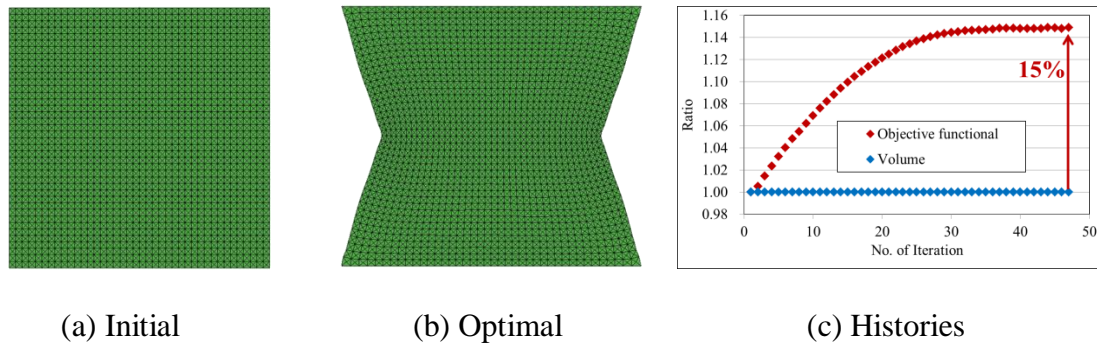 1.16
1.14
1.12
1.10
1.08
1.06
1.04
1.02
1.00
0.98
Ratio
15%
Objective functional
Volume
0 10 20 30 40 50
No. of Iteration
(a) Initial
(b) Optimal
(c) Histories